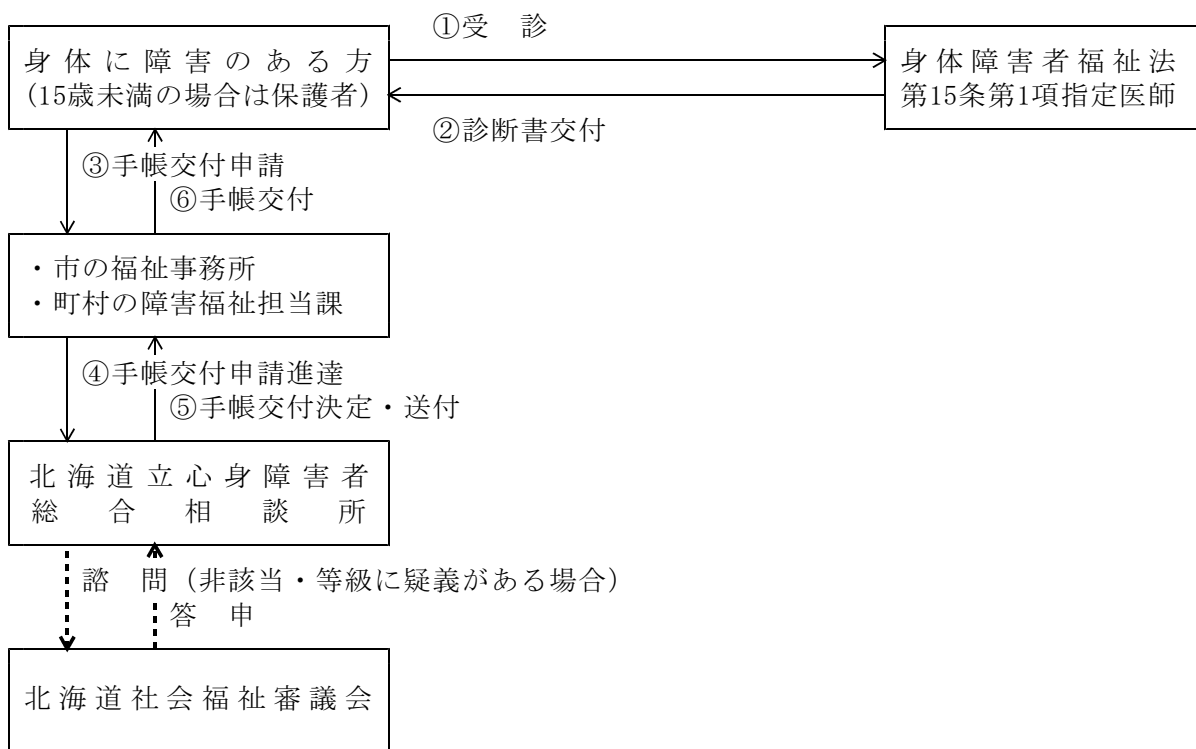 ①受　診
身体に障害のある方
(15歳未満の場合は保護者)
身体障害者福祉法
第15条第1項指定医師
②診断書交付
③手帳交付申請
⑥手帳交付
・市の福祉事務所
・町村の障害福祉担当課
④手帳交付申請進達
⑤手帳交付決定・送付
北海道立心身障害者
総合相談所
諮　問（非該当・等級に疑義がある場合）
答　申
北海道社会福祉審議会